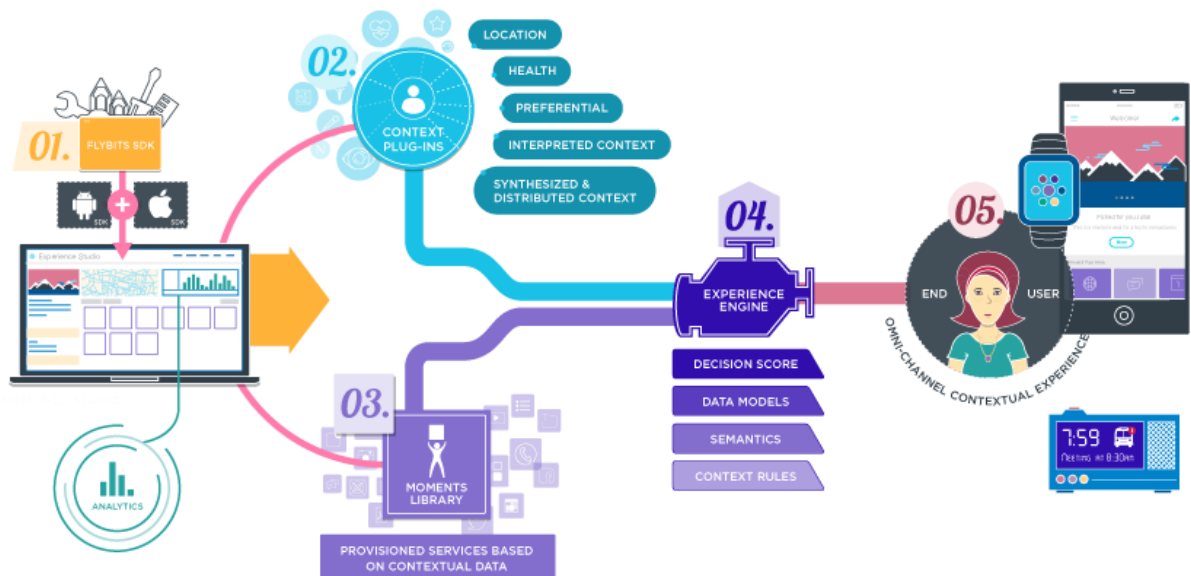 01.
FLYBITS SDK
SDK
SDK
Experience Studio
ANALYTICS
02.
CONTEXT
PLUG-INS
LOCATION
HEALTH
PREFERENTIAL
INTERPRETED CONTEXT
SYNTHESIZED &
DISTRIBUTED CONTEXT
03.
MOMENTS
LIBRARY
PROVISIONED SERVICES BASED
ON CONTEXTUAL DATA
04.
EXPERIENCE
ENGINE
DECISION SCORE
DATA MODELS
SEMANTICS
CONTEXT RULES
05.
END
USER
OMNI-CHANNEL CONTEXTUAL EXPERIENCE
Welcome
7:59
MEETING AT 8:30AM